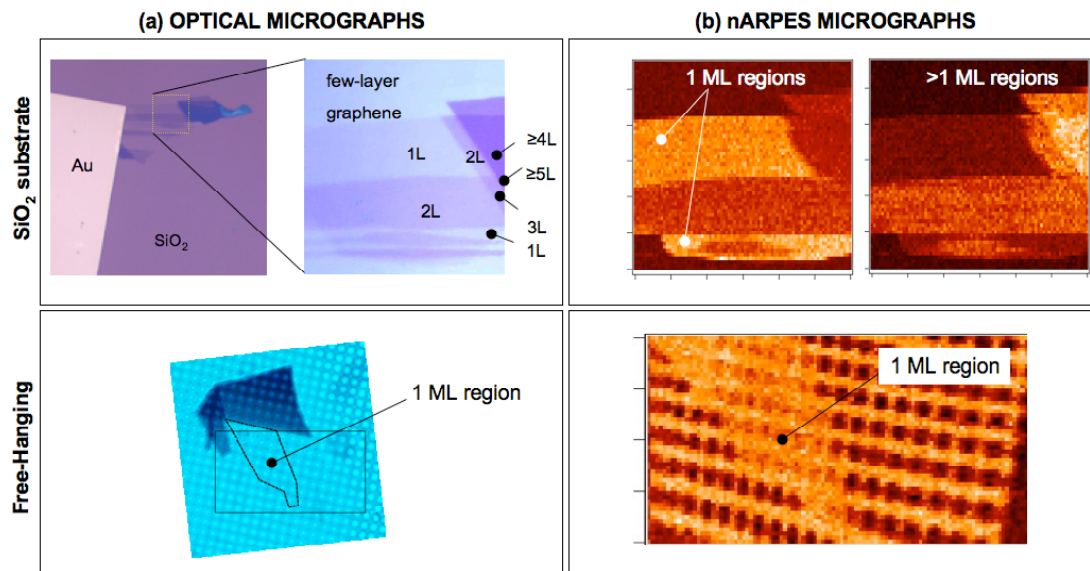 (a) OPTICAL MICROGRAPHS
(b) nARPES MICROGRAPHS
SiO2 substrate
Au
SiO2
few-layer
graphene
1L
2L
2L
≥4L
≥5L
3L
1L
1 ML regions
>1 ML regions
Free-Hanging
1 ML region
1 ML region